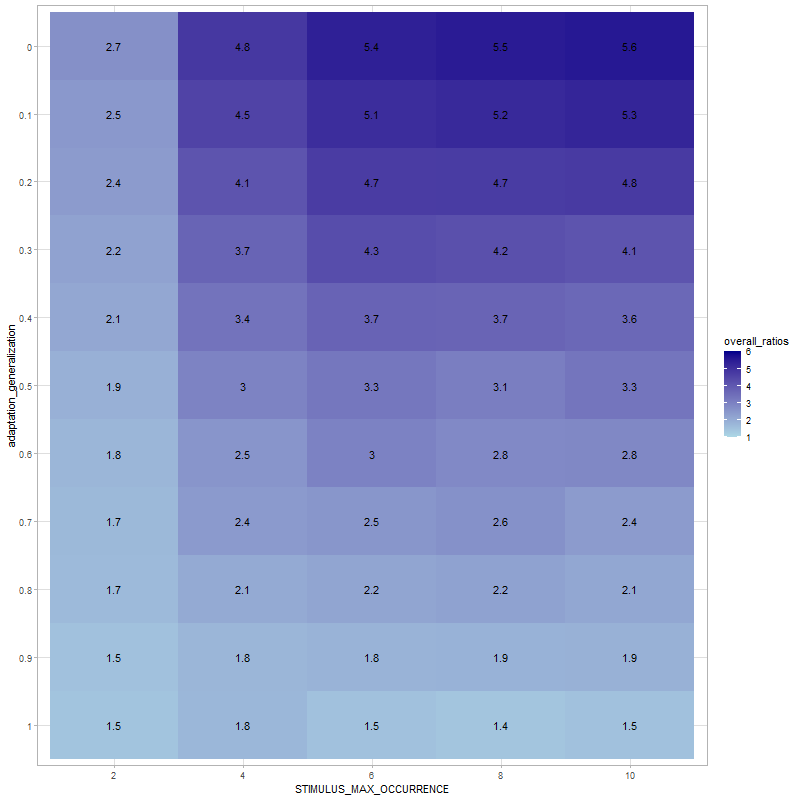 0 2.7 4.8 5.4 5.5 5.6
0.1 2.5 4.5 5.1 5.2 5.3
0.2 2.4 4.1 4.7 4.7 4.8
0.3 2.2 3.7 4.3 4.2 4.1
0.4 2.1 3.4 3.7 3.7 3.6
0.5 1.9 3 3.3 3.1 3.3
0.6 1.8 2.5 3 2.8 2.8
0.7 1.7 2.4 2.5 2.6 2.4
0.8 1.7 2.1 2.2 2.2 2.1
0.9 1.5 1.8 1.8 1.9 1.9
1 1.5 1.8 1.5 1.4 1.5
2 4 6 8 10
STIMULUS_MAX_OCCURRENCE
adaptation_generalization
overall_ratios
6
5
4
3
2
1